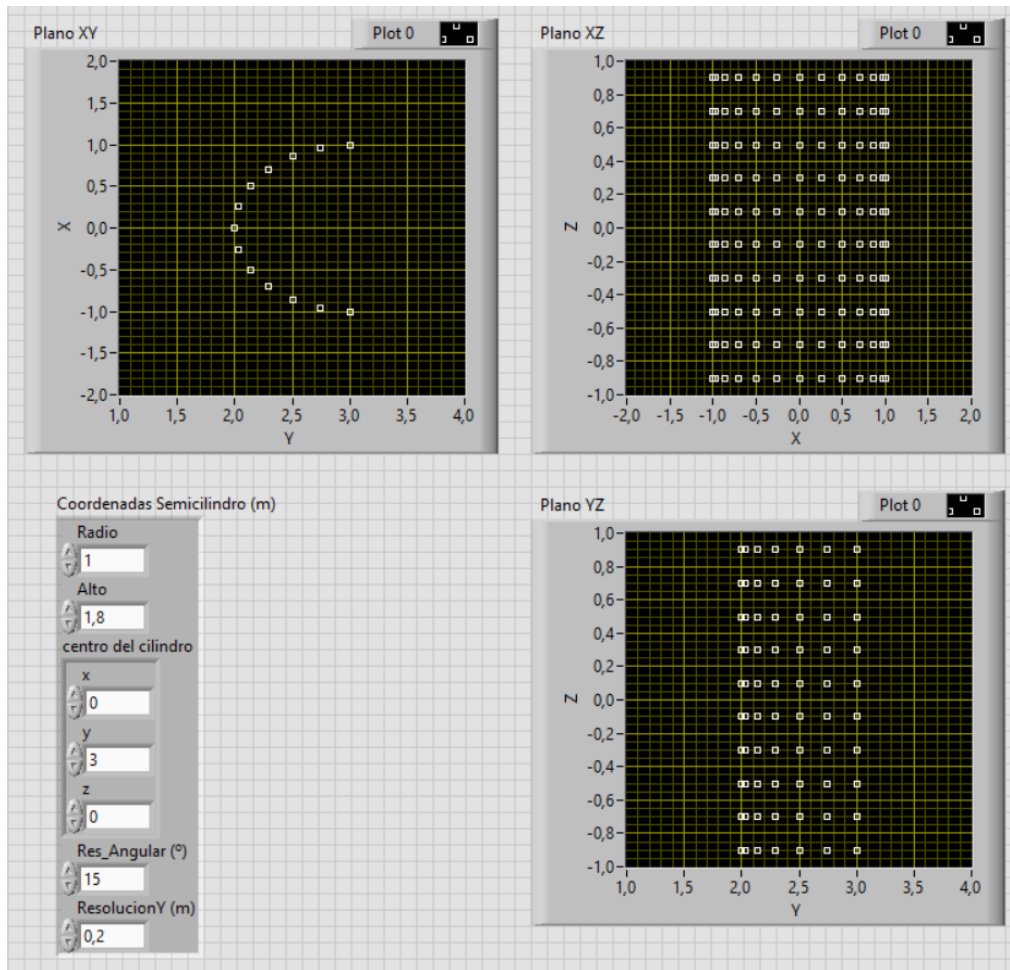 Plano XY
Plot 0
2,0
1,5
1,0
0,5
0,0
-0,5
-1,0
-1,5
-2,0
X
1,0 1,5 2,0 2,5 3,0 3,5 4,0
Y
Plano XZ
Plot 0
1,0
0,8
0,6
0,4
0,2
0,0
-0,2
-0,4
-0,6
-0,8
-1,0
Z
-2,0 -1,5 -1,0 -0,5 0,0 0,5 1,0 1,5 2,0
X
Coordenadas Semicilindro (m)
Radio
1
Alto
1,8
centro del cilindro
x
0
y
3
z
0
Res_Angular (º)
15
ResolucionY (m)
0,2
Plano YZ
Plot 0
1,0
0,8
0,6
0,4
0,2
0,0
-0,2
-0,4
-0,6
-0,8
-1,0
Z
1,0 1,5 2,0 2,5 3,0 3,5 4,0
Y